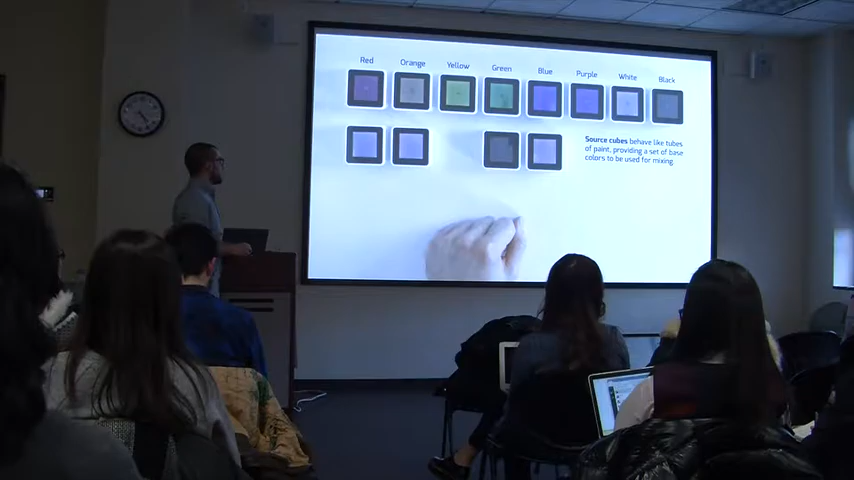 Red Orange Yellow Green Blue Purple White Black
Source cubes behave like tubes
of paint, providing a set of base
colors to be used for mixing.